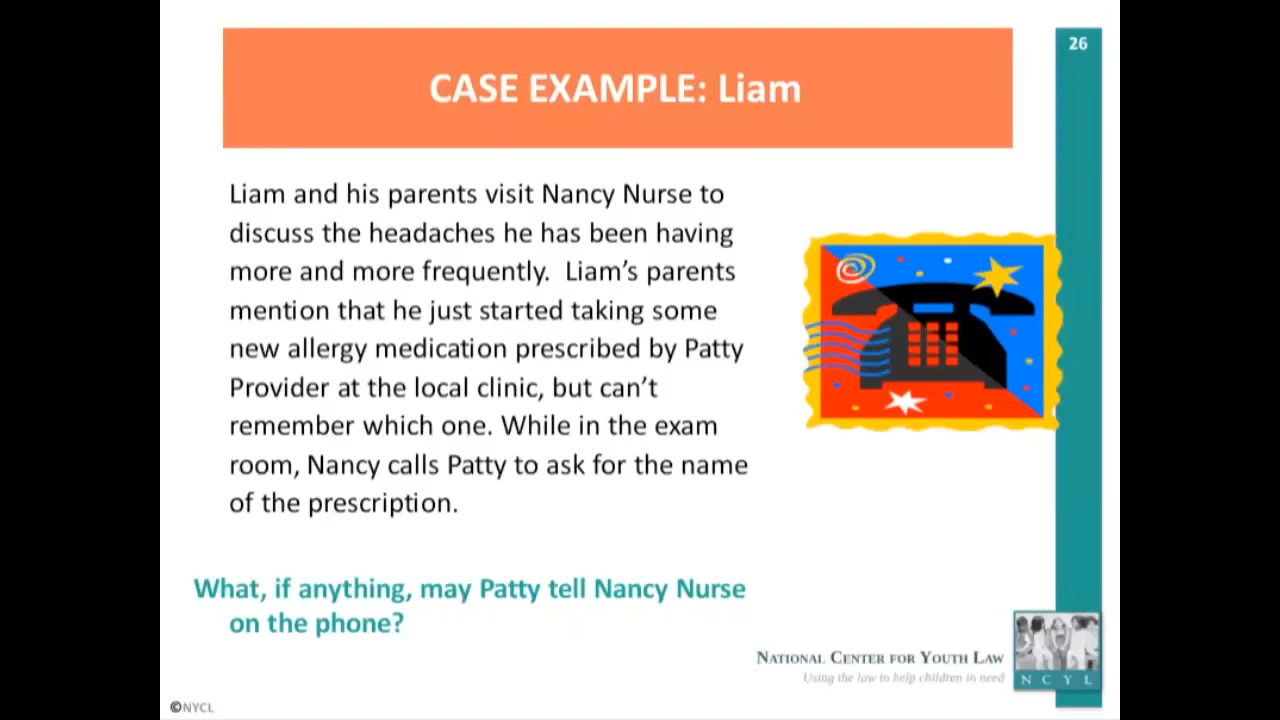 26
CASE EXAMPLE: Liam
Liam and his parents visit Nancy Nurse to
discuss the headaches he has been having
more and more frequently.  Liam’s parents
mention that he just started taking some
new allergy medication prescribed by Patty
Provider at the local clinic, but can’t
remember which one. While in the exam
room, Nancy calls Patty to ask for the name
of the prescription.
What, if anything, may Patty tell Nancy Nurse
on the phone?
NATIONAL CENTER FOR YOUTH LAW
Using the law to help children in need
NCYL
©NYCL